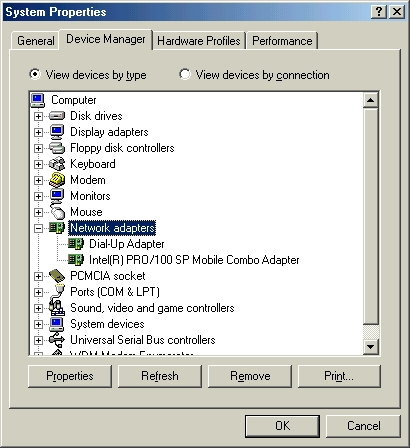 System Properties
General Device Manager Hardware Profiles Performance
View devices by type View devices by connection
Computer
Disk drives
Display adapters
Floppy disk controllers
Keyboard
Modem
Monitors
Mouse
Network adapters
Dial-Up Adapter
Intel(R) PRO/100 SP Mobile Combo Adapter
PCMCIA socket
Ports (COM & LPT)
Sound, video and game controllers
System devices
Universal Serial Bus controllers
WDM Modem Enumerator
Properties Refresh Remove Print...
OK Cancel